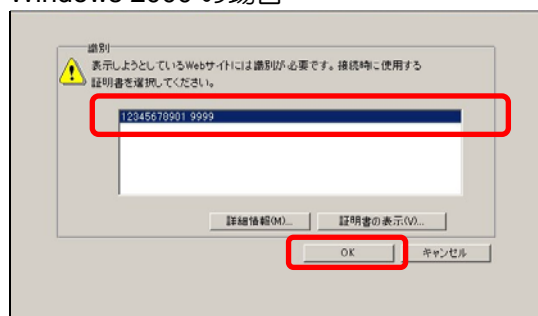 Windows 2000 の場合
識別
表示しようとしているWebサイトには識別が必要です。接続時に使用する
証明書を選択してください。
12345678901 9999
詳細情報(M)...
証明書の表示(V)...
OK
キャンセル